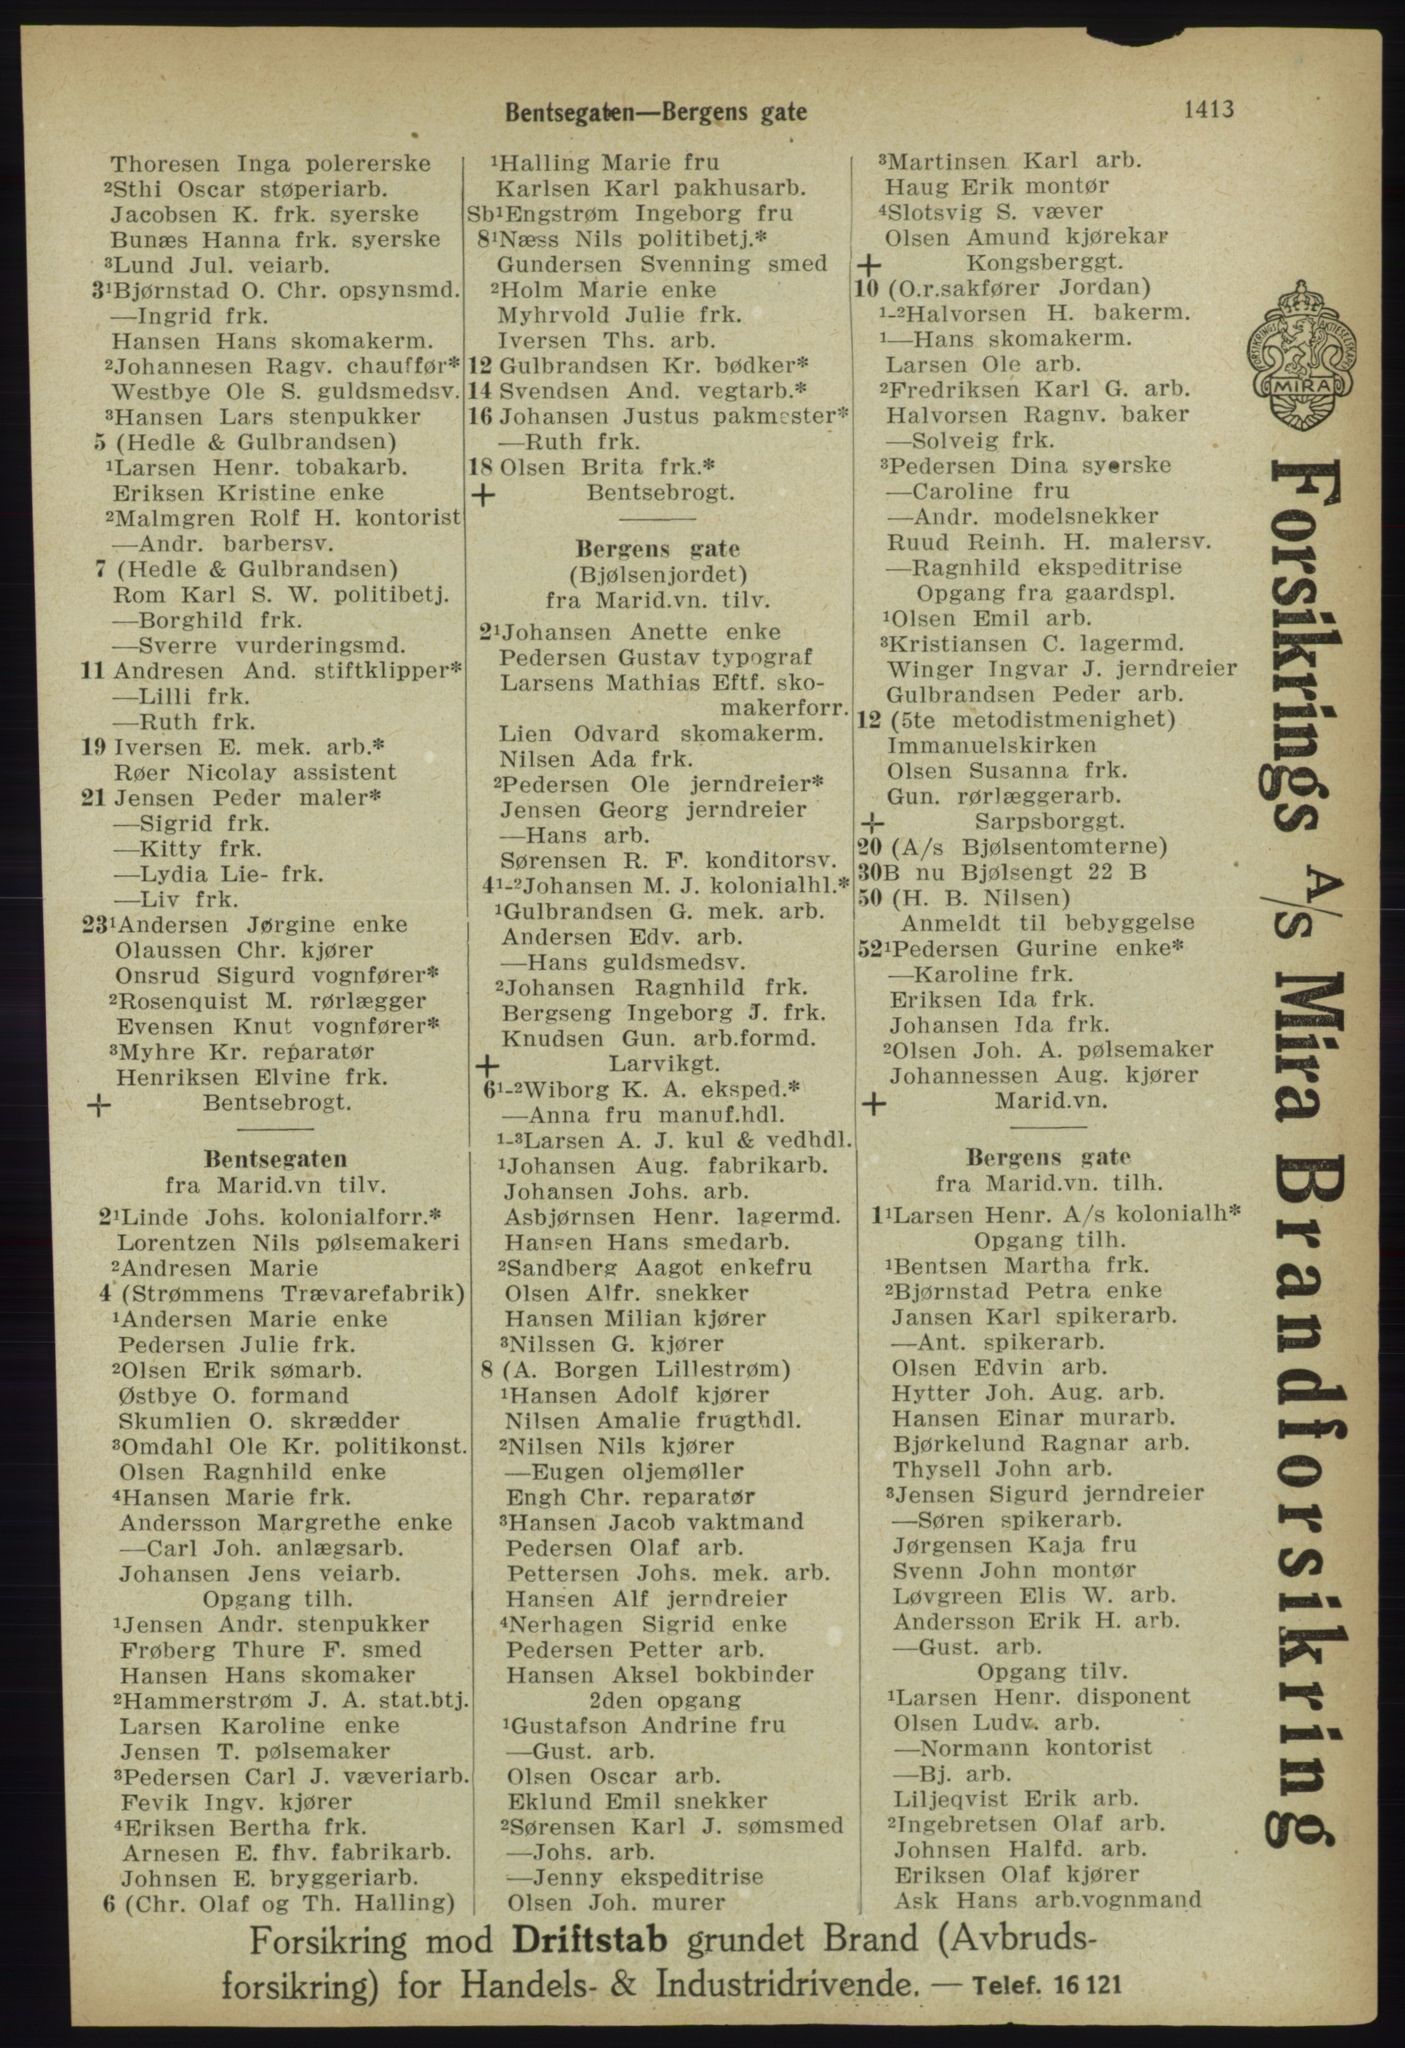 Bentsegaten—Bergens gate
1413
Thoresen Inga polererske
²Sthi Oscar støperiarb.
Jacobsen K. frk. syerske
Bunæs Hanna frk. syerske
³Lund Jul. veiarb.
3¹Bjørnstad O. Chr. opsynsmd.
—Ingrid frk.
Hansen Hans skomakerm.
²Johannesen Ragv. chauffør*
Westbye Ole S. guldsmedsv.
³Hansen Lars stenpukker
5 (Hedle & Gulbrandsen)
¹Larsen Henr. tobakarb.
Eriksen Kristine enke
²Malmgren Rolf H. kontorist
—Andr. barbersv.
7 (Hedle & Gulbrandsen)
Rom Karl S. W. politibetj.
—Borghild frk.
—Sverre vurderingsmd.
11 Andresen And. stiftklipper*
—Lilli frk.
—Ruth frk.
19 Iversen E. mek. arb.*
Røer Nicolay assistent
21 Jensen Peder maler*
—Sigrid frk.
—Kitty frk.
—Lydia Lie- frk.
—Liv frk.
23¹Andersen Jørgine enke
Olaussen Chr. kjører
Onsrud Sigurd vognfører*
²Rosenquist M. rørlægger
Evensen Knut vognfører*
³Myhre Kr. reparatør
Henriksen Elvine frk.
+ Bentsebrogt.
Bentsegaten
fra Marid.vn tilv.
2¹Linde Johs. kolonialforr.*
Lorentzen Nils pølsemakeri
²Andresen Marie
4 (Strømmens Trævarefabrik)
¹Andersen Marie enke
Pedersen Julie frk.
²Olsen Erik sømarb.
Østbye O. formand
Skumlien O. skrædder
³Omdahl Ole Kr. politikonst.
Olsen Ragnhild enke
⁴Hansen Marie frk.
Andersson Margrethe enke
—Carl Joh. anlægsarb.
Johansen Jens veiarb.
Opgang tilh.
¹Jensen Andr. stenpukker
Frøberg Thure F. smed
Hansen Hans skomaker
²Hammerstrøm J. A. stat.btj.
Larsen Karoline enke
Jensen T. pølsemaker
³Pedersen Carl J. væveriarb.
Fevik Ingv. kjører
⁴Eriksen Bertha frk.
Arnesen E. fhv. fabrikarb.
Johnsen E. bryggeriarb.
6 (Chr. Olaf og Th. Halling)
¹Halling Marie fru
Karlsen Karl pakhusarb.
Sb¹Engstrøm Ingeborg fru
8¹Næss Nils politibetj.*
Gundersen Svenning smed
²Holm Marie enke
Myhrvold Julie frk.
Iversen Ths. arb.
12 Gulbrandsen Kr. bødker*
14 Svendsen And. vegtarb.*
16 Johansen Justus pakmester*
—Ruth frk.
18 Olsen Brita frk.*
+ Bentsebrogt.
Bergens gate
(Bjølsenjordet)
fra Marid.vn. tilv.
2¹Johansen Anette enke
Pedersen Gustav typograf
Larsens Mathias Eftf. sko-
makerforr.
Lien Odvard skomakerm.
Nilsen Ada frk.
²Pedersen Ole jerndreier*
Jensen Georg jerndreier
—Hans arb.
Sørensen R. F. konditorsv.
4¹-²Johansen M. J. kolonialhl.*
¹Gulbrandsen G. mek. arb.
Andersen Edv. arb.
—Hans guldsmedsv.
²Johansen Ragnhild frk.
Bergseng Ingeborg J. frk.
Knudsen Gun. arb.formd.
+ Larvikgt.
6¹-²Wiborg K. A. eksped.*
—Anna fru manuf.hdl.
¹-³Larsen A. J. kul & vedhdl.
¹Johansen Aug. fabrikarb.
Johansen Johs. arb.
Asbjørnsen Henr. lagermd.
Hansen Hans smedarb.
²Sandberg Aagot enkefru
Olsen Alfr. snekker
Hansen Milian kjører
³Nilssen G. kjører
8 (A. Borgen Lillestrøm)
¹Hansen Adolf kjører
Nilsen Amalie frugthdl.
²Nilsen Nils kjører
—Eugen oljemøller
Engh Chr. reparatør
³Hansen Jacob vaktmand
Pedersen Olaf arb.
Pettersen Johs. mek. arb.
Hansen Alf jerndreier
⁴Nerhagen Sigrid enke
Pedersen Petter arb.
Hansen Aksel bokbinder
2den opgang
¹Gustafson Andrine fru
—Gust. arb.
Olsen Oscar arb.
Eklund Emil snekker
²Sørensen Karl J. sømsmed
—Johs. arb.
—Jenny ekspeditrise
Olsen Joh. murer
³Martinsen Karl arb.
Haug Erik montør
⁴Slotsvig S. væver
Olsen Amund kjørekar
+ Kongsberggt.
10 (O.r.sakfører Jordan)
¹-²Halvorsen H. bakerm.
¹—Hans skomakerm.
Larsen Ole arb.
²Fredriksen Karl G. arb.
Halvorsen Ragnv. baker
—Solveig frk.
³Pedersen Dina syerske
—Caroline fru
—Andr. modelsnekker
Ruud Reinh. H. malersv.
—Ragnhild ekspeditrise
Opgang fra gaardspl.
¹Olsen Emil arb.
³Kristiansen C. lagermd.
Winger Ingvar J. jerndreier
Gulbrandsen Peder arb.
12 (5te metodistmenighet)
Immanuelskirken
Olsen Susanna frk.
Gun. rørlæggerarb.
+ Sarpsborggt.
20 (A/s Bjølsentomterne)
30B nu Bjølsengt 22 B
50 (H. B. Nilsen)
Anmeldt til bebyggelse
52¹Pedersen Gurine enke*
—Karoline frk.
Eriksen Ida frk.
Johansen Ida frk.
²Olsen Joh. A. pølsemaker
Johannessen Aug. kjører
+ Marid.vn.
Bergens gate
fra Marid.vn. tilh.
1¹Larsen Henr. A/s kolonialh*
Opgang tilh.
¹Bentsen Martha frk.
²Bjørnstad Petra enke
Jansen Karl spikerarb.
—Ant. spikerarb.
Olsen Edvin arb.
Hytter Joh. Aug. arb.
Hansen Einar murarb.
Bjørkelund Ragnar arb.
Thysell John arb.
³Jensen Sigurd jerndreier
—Søren spikerarb.
Jørgensen Kaja fru
Svenn John montør
Løvgreen Elis W. arb.
Andersson Erik H. arb.
—Gust. arb.
Opgang tilv.
¹Larsen Henr. disponent
Olsen Ludv. arb.
—Normann kontorist
—Bj. arb.
Liljeqvist Erik arb.
²Ingebretsen Olaf arb.
Johnsen Halfd. arb.
Eriksen Olaf kjører
Ask Hans arb.vognmand
MIRA
Forsikrings A/s Mira Brandforsikring
Forsikring mod Driftstab grundet Brand (Avbruds-
forsikring) for Handels- & Industridrivende. — Telef. 16 121